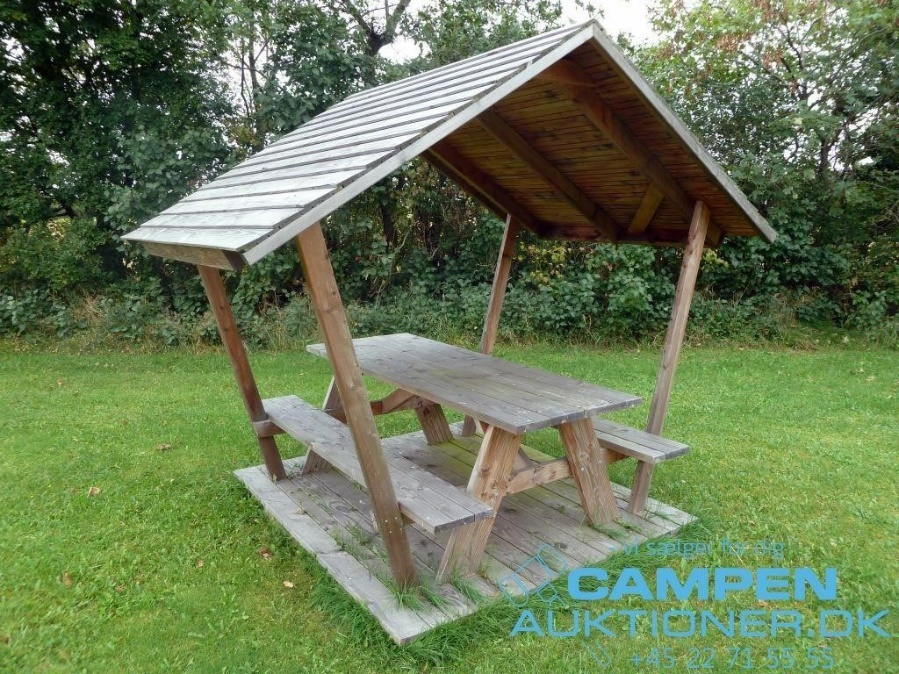 - vi sælger for dig!
CAMPEN
AUKTIONER.DK
+45 22 71 55 55